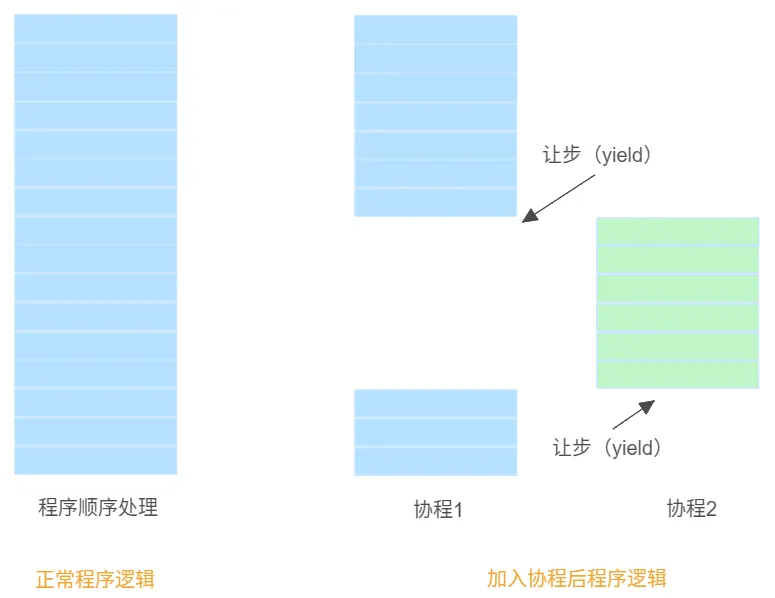 让步（yield）
让步（yield）
程序顺序处理
协程1
协程2
正常程序逻辑
加入协程后程序逻辑